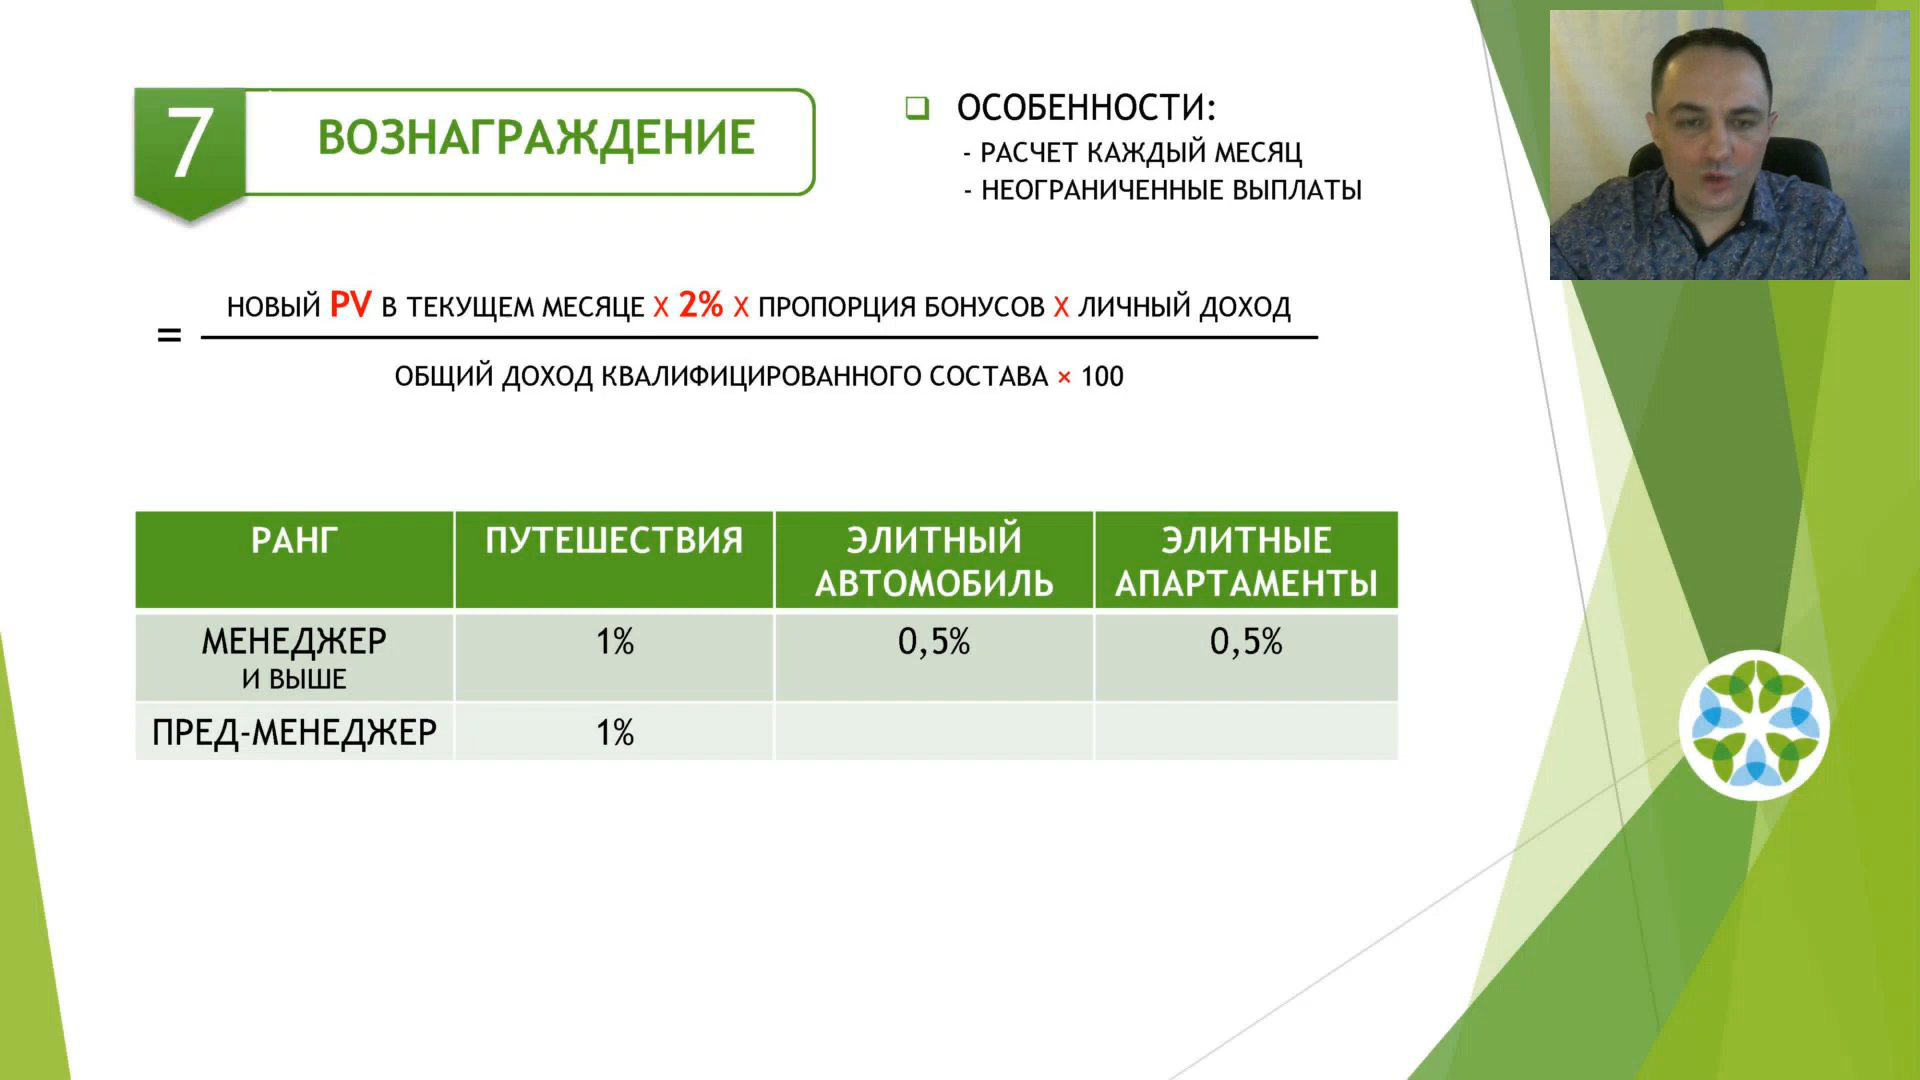 7
ВОЗНАГРАЖДЕНИЕ
ОСОБЕННОСТИ:
- РАСЧЕТ КАЖДЫЙ МЕСЯЦ
- НЕОГРАНИЧЕННЫЕ ВЫПЛАТЫ
НОВЫЙ PV В ТЕКУЩЕМ МЕСЯЦЕ X 2% X ПРОПОРЦИЯ БОНУСОВ X ЛИЧНЫЙ ДОХОД
=
ОБЩИЙ ДОХОД КВАЛИФИЦИРОВАННОГО СОСТАВА × 100
РАНГ ПУТЕШЕСТВИЯ ЭЛИТНЫЙ ЭЛИТНЫЕ
АВТОМОБИЛЬ АПАРТАМЕНТЫ
МЕНЕДЖЕР 1% 0,5% 0,5%
И ВЫШЕ
ПРЕД-МЕНЕДЖЕР 1%